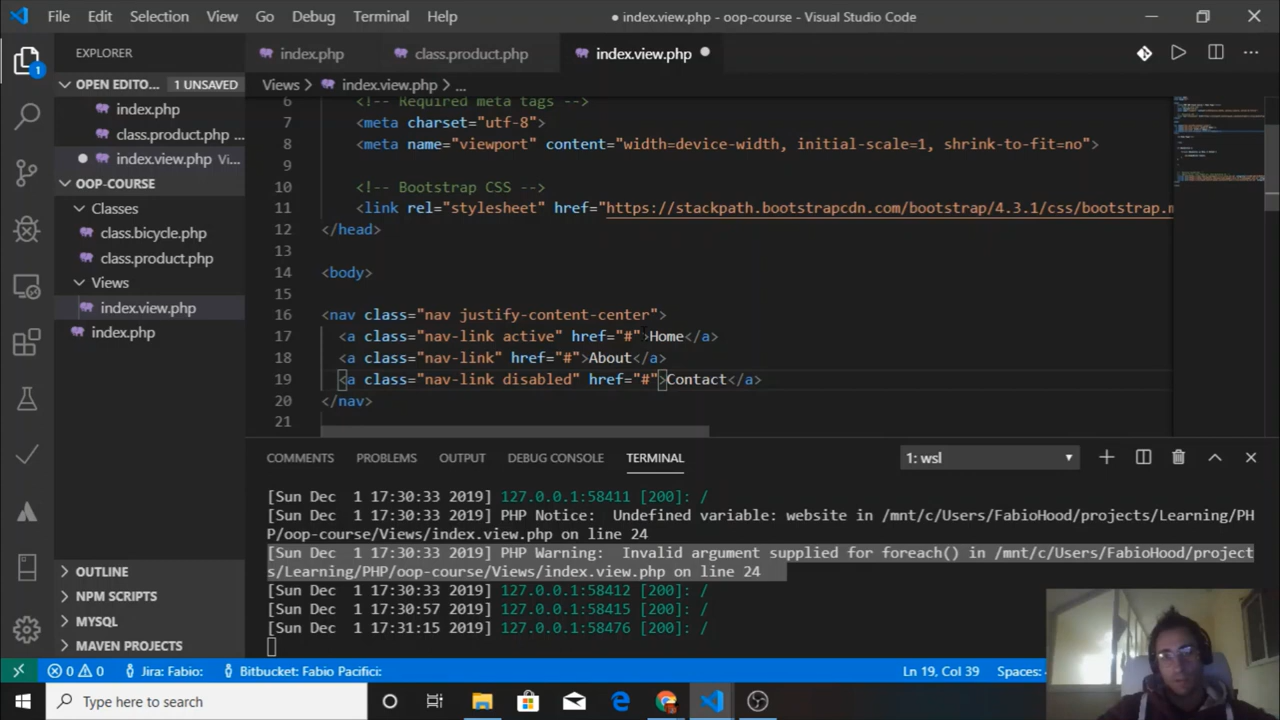 File Edit Selection View Go Debug Terminal Help ● index.view.php - oop-course - Visual Studio Code
EXPLORER
index.php class.product.php index.view.php
OPEN EDITO... 1 UNSAVED
Views > index.view.php > ...
index.php
class.product.php ...
index.view.php Vi...
OOP-COURSE
Classes
class.bicycle.php
class.product.php
Views
index.view.php
index.php
OUTLINE
NPM SCRIPTS
MYSQL
MAVEN PROJECTS
1
6 <!-- Required meta tags -->
7 <meta charset="utf-8">
8 <meta name="viewport" content="width=device-width, initial-scale=1, shrink-to-fit=no">
9
10 <!-- Bootstrap CSS -->
11 <link rel="stylesheet" href="https://stackpath.bootstrapcdn.com/bootstrap/4.3.1/css/bootstrap.m
12 </head>
13
14 <body>
15
16 <nav class="nav justify-content-center">
17 <a class="nav-link active" href="#">Home</a>
18 <a class="nav-link" href="#">About</a>
19 <a class="nav-link disabled" href="#">Contact</a>
20 </nav>
21
COMMENTS PROBLEMS OUTPUT DEBUG CONSOLE TERMINAL 1: wsl
[Sun Dec 1 17:30:33 2019] 127.0.0.1:58411 [200]: /
[Sun Dec 1 17:30:33 2019] PHP Notice: Undefined variable: website in /mnt/c/Users/FabioHood/projects/Learning/PH
P/oop-course/Views/index.view.php on line 24
[Sun Dec 1 17:30:33 2019] PHP Warning: Invalid argument supplied for foreach() in /mnt/c/Users/FabioHood/project
s/Learning/PHP/oop-course/Views/index.view.php on line 24
[Sun Dec 1 17:30:33 2019] 127.0.0.1:58412 [200]: /
[Sun Dec 1 17:30:57 2019] 127.0.0.1:58415 [200]: /
[Sun Dec 1 17:31:15 2019] 127.0.0.1:58476 [200]: /
0 0 Jira: Fabio: Bitbucket: Fabio Pacifici: Ln 19, Col 39 Spaces:
Type here to search